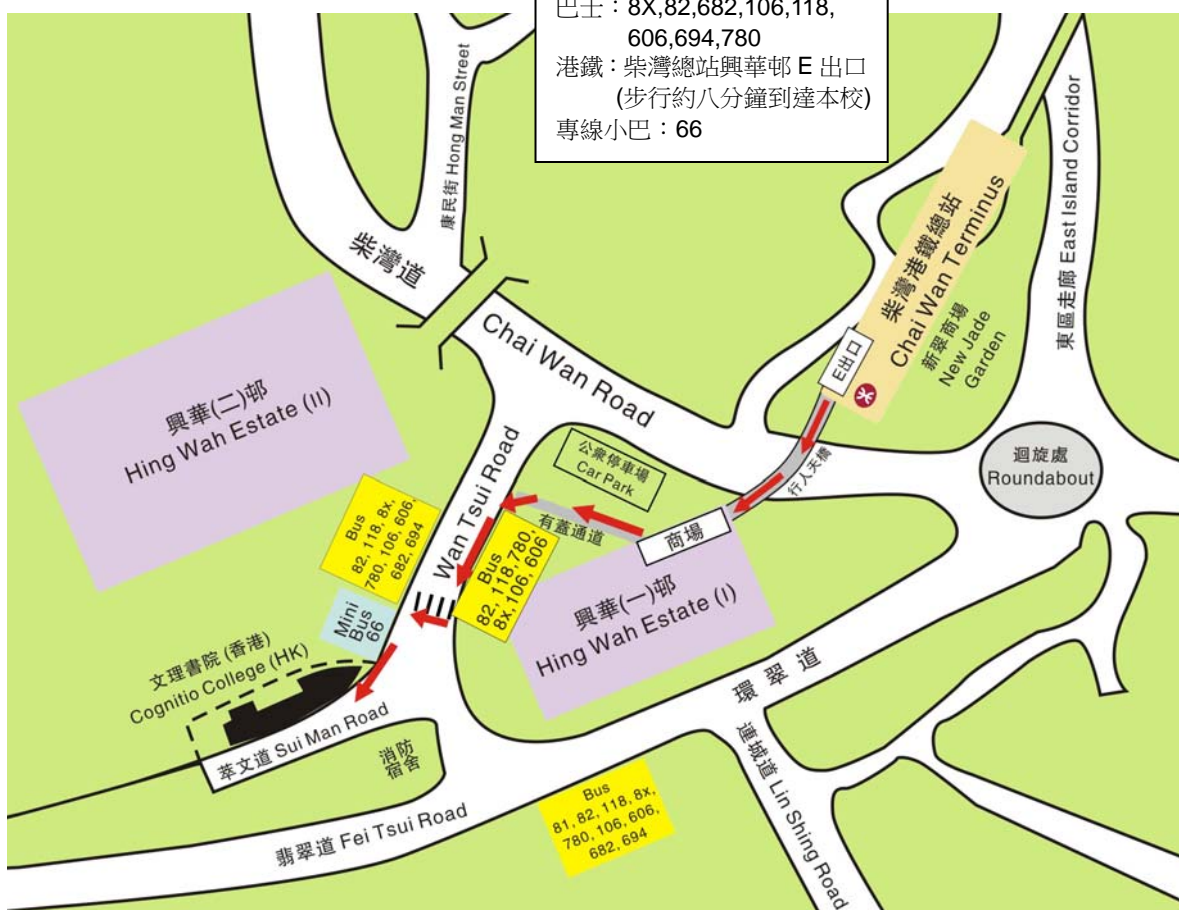 巴士：8X,82,682,106,118,
606,694,780
港鐵：柴灣總站興華邨 E 出口
(步行約八分鐘到達本校)
專線小巴：66
康民街 Hong Man Street
柴灣道
Chai Wan Road
東區走廊 East Island Corridor
柴灣港鐵總站
Chai Wan Terminus
新翠商場
New Jade
Garden
E出口
行人天橋
迴旋處
Roundabout
興華(二)邨
Hing Wah Estate (II)
公衆停車場
Car Park
有蓋通道
商場
Wan Tsui Road
Bus
82, 118, 8x,
780, 106, 606,
682, 694
Bus
82, 118,780,
8x,106, 606
Mini
Bus
66
興華(一)邨
Hing Wah Estate (I)
文理書院 (香港)
Cognitio College (HK)
萃文道 Sui Man Road
消防
宿舍
環翠道
連城道 Lin Shing Road
翡翠道 Fei Tsui Road
Bus
81, 82, 118, 8x,
780, 106, 606,
682, 694